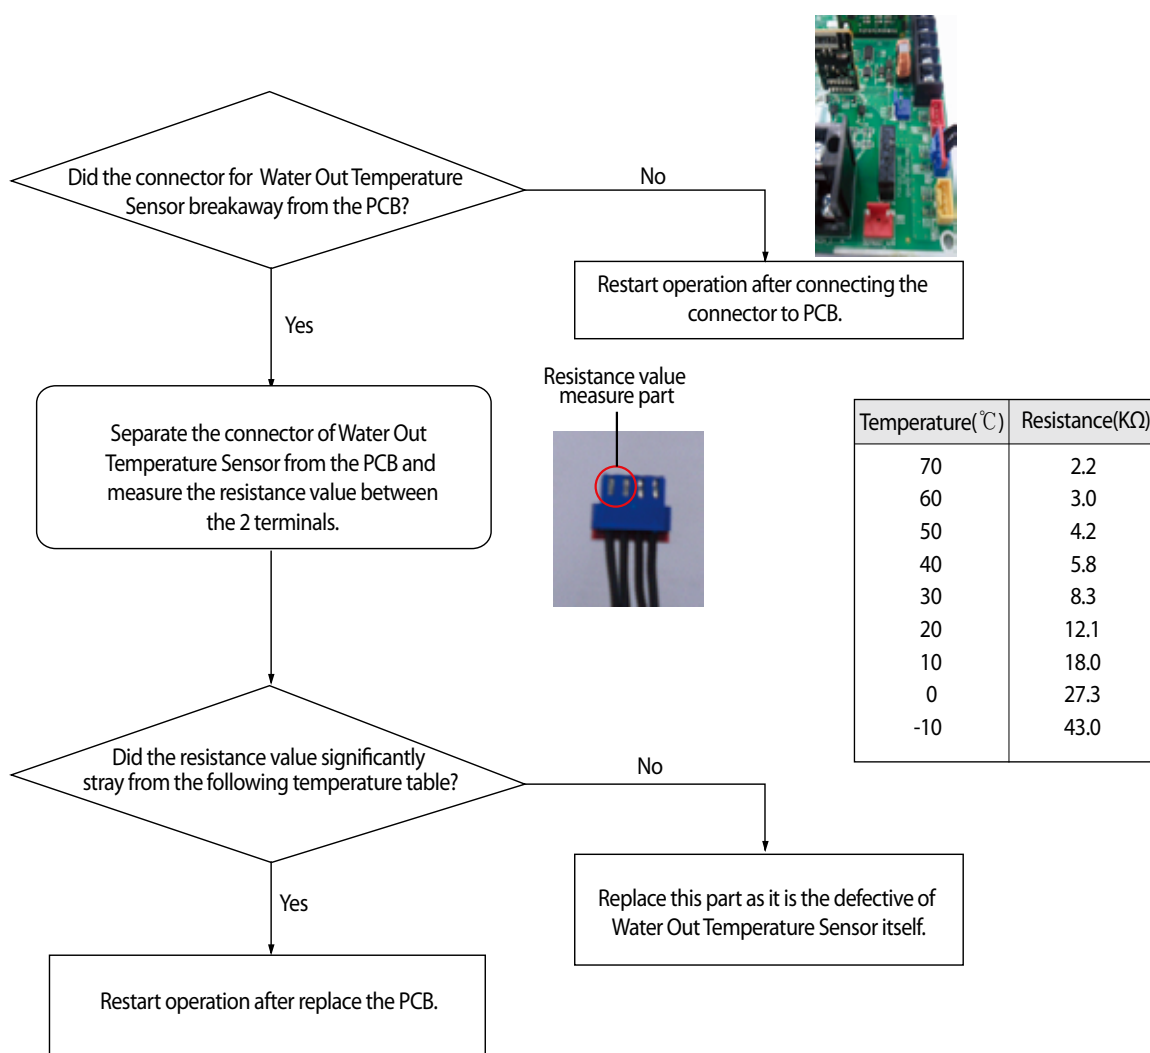 Did the connector for Water Out Temperature
Sensor breakaway from the PCB?
No
Restart operation after connecting the
connector to PCB.
Yes
Separate the connector of Water Out
Temperature Sensor from the PCB and
measure the resistance value between
the 2 terminals.
Resistance value
measure part
Temperature(℃) Resistance(KΩ)
70 2.2
60 3.0
50 4.2
40 5.8
30 8.3
20 12.1
10 18.0
0 27.3
-10 43.0
Did the resistance value significantly
stray from the following temperature table?
No
Replace this part as it is the defective of
Water Out Temperature Sensor itself.
Yes
Restart operation after replace the PCB.